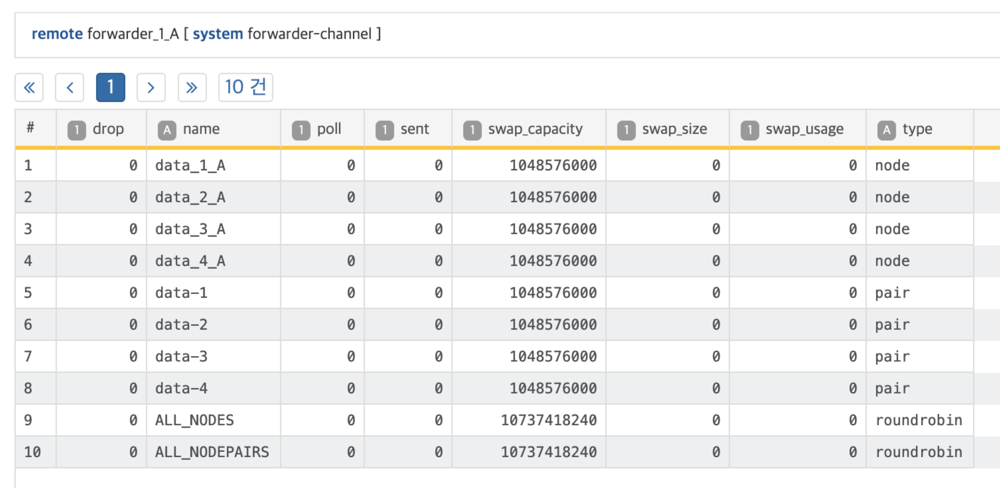 remote forwarder_1_A [ system forwarder-channel ]
« ‹ 1 › » 10 건
# 1 drop A name 1 poll 1 sent 1 swap_capacity 1 swap_size 1 swap_usage A type
1 0 data_1_A 0 0 1048576000 0 0 node
2 0 data_2_A 0 0 1048576000 0 0 node
3 0 data_3_A 0 0 1048576000 0 0 node
4 0 data_4_A 0 0 1048576000 0 0 node
5 0 data-1 0 0 1048576000 0 0 pair
6 0 data-2 0 0 1048576000 0 0 pair
7 0 data-3 0 0 1048576000 0 0 pair
8 0 data-4 0 0 1048576000 0 0 pair
9 0 ALL_NODES 0 0 10737418240 0 0 roundrobin
10 0 ALL_NODEPAIRS 0 0 10737418240 0 0 roundrobin